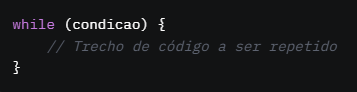 while (condicao) {
    // Trecho de código a ser repetido
}